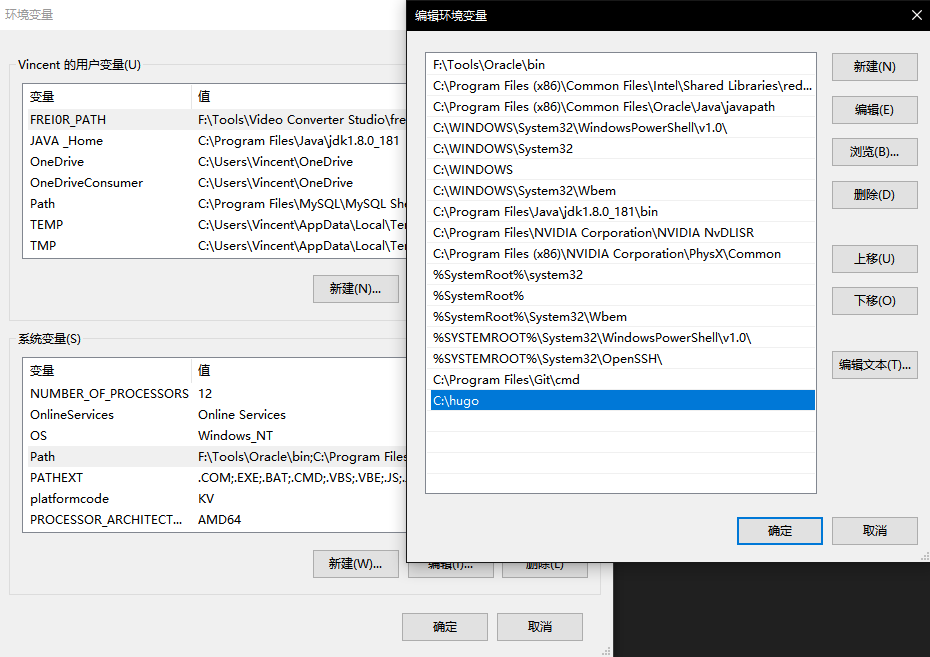 环境变量
Vincent 的用户变量(U)
变量 值
FREI0R_PATH F:\Tools\Video Converter Studio\fre
JAVA _Home C:\Program Files\Java\jdk1.8.0_181
OneDrive C:\Users\Vincent\OneDrive
OneDriveConsumer C:\Users\Vincent\OneDrive
Path C:\Program Files\MySQL\MySQL She
TEMP C:\Users\Vincent\AppData\Local\Ten
TMP C:\Users\Vincent\AppData\Local\Ten
新建(N)...
系统变量(S)
变量 值
NUMBER_OF_PROCESSORS 12
OnlineServices Online Services
OS Windows_NT
Path F:\Tools\Oracle\bin;C:\Program Files
PATHEXT .COM;.EXE;.BAT;.CMD;.VBS;.VBE;.JS;.
platformcode KV
PROCESSOR_ARCHITECT... AMD64
新建(W)...
编辑(I)...
删除(L)
确定
取消
编辑环境变量
F:\Tools\Oracle\bin
C:\Program Files (x86)\Common Files\Intel\Shared Libraries\red...
C:\Program Files (x86)\Common Files\Oracle\Java\javapath
C:\WINDOWS\System32\WindowsPowerShell\v1.0\
C:\WINDOWS\System32
C:\WINDOWS
C:\WINDOWS\System32\Wbem
C:\Program Files\Java\jdk1.8.0_181\bin
C:\Program Files\NVIDIA Corporation\NVIDIA NvDLISR
C:\Program Files (x86)\NVIDIA Corporation\PhysX\Common
%SystemRoot%\system32
%SystemRoot%
%SystemRoot%\System32\Wbem
%SYSTEMROOT%\System32\WindowsPowerShell\v1.0\
%SYSTEMROOT%\System32\OpenSSH\
C:\Program Files\Git\cmd
C:\hugo
新建(N)
编辑(E)
浏览(B)...
删除(D)
上移(U)
下移(O)
编辑文本(T)...
确定
取消